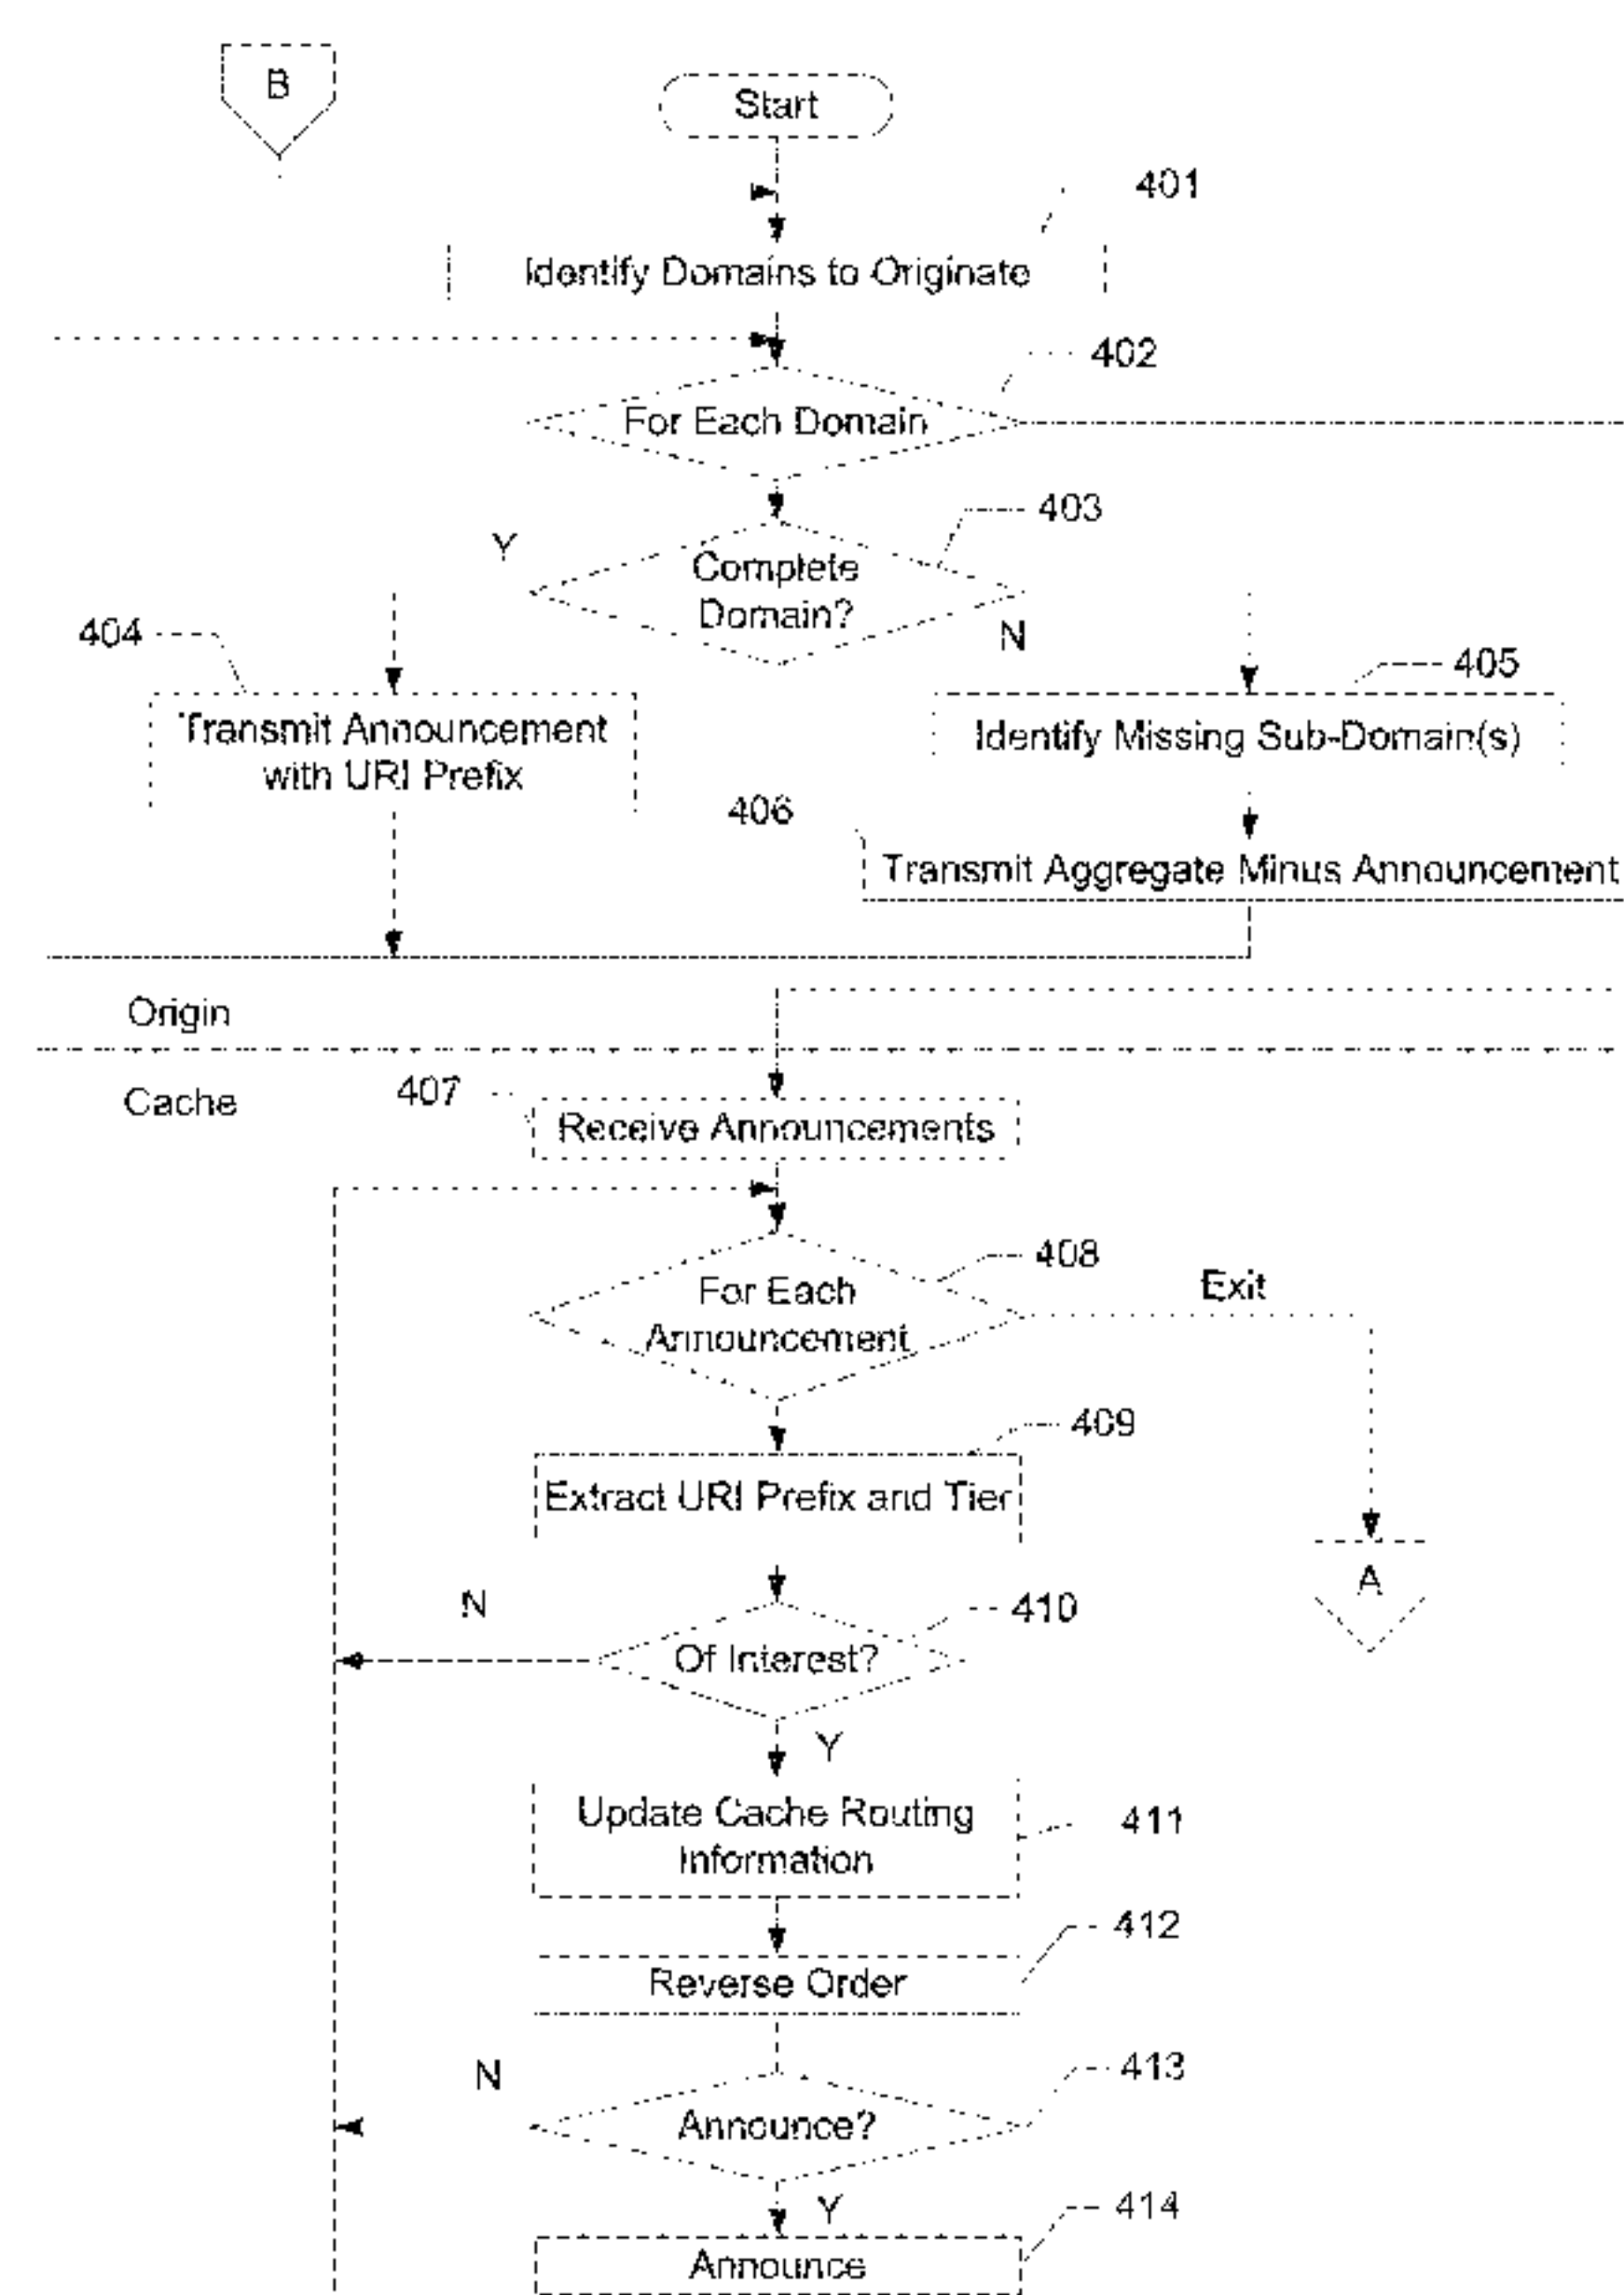 B
Start
401
Identify Domains to Originate
402
For Each Domain
403
Y
Complete
Domain?
N
404
405
Transmit Announcement
with URI Prefix
Identify Missing Sub-Domain(s)
406
Transmit Aggregate Minus Announcement
Origin
Cache
407
Receive Announcements
408
Exit
For Each
Announcement
409
Extract URI Prefix and Tier
A
N
410
Of Interest?
Y
Update Cache Routing
Information
411
412
Reverse Order
N
413
Announce?
Y
414
Announce